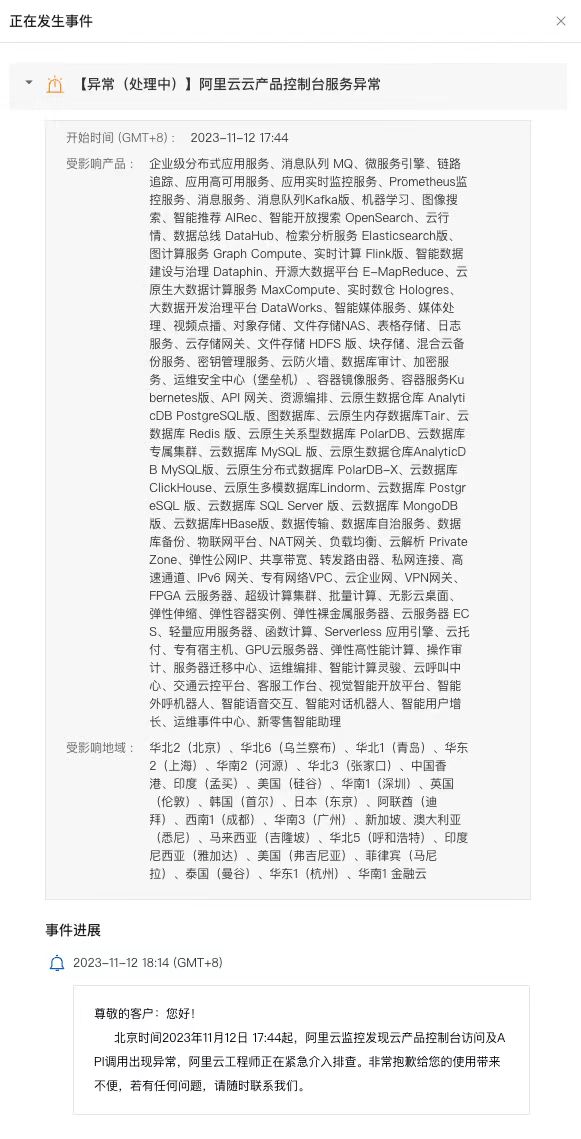 正在发生事件
【异常（处理中）】阿里云云产品控制台服务异常
开始时间 (GMT+8)： 2023-11-12 17:44
受影响产品： 企业级分布式应用服务、消息队列 MQ、微服务引擎、链路
追踪、应用高可用服务、应用实时监控服务、Prometheus监
控服务、消息服务、消息队列Kafka版、机器学习、图像搜
索、智能推荐 AIRec、智能开放搜索 OpenSearch、云行
情、数据总线 DataHub、检索分析服务 Elasticsearch版、
图计算服务 Graph Compute、实时计算 Flink版、智能数据
建设与治理 Dataphin、开源大数据平台 E-MapReduce、云
原生大数据计算服务 MaxCompute、实时数仓 Hologres、
大数据开发治理平台 DataWorks、智能媒体服务、媒体处
理、视频点播、对象存储、文件存储NAS、表格存储、日志
服务、云存储网关、文件存储 HDFS 版、块存储、混合云备
份服务、密钥管理服务、云防火墙、数据库审计、加密服
务、运维安全中心（堡垒机）、容器镜像服务、容器服务Ku
bernetes版、API 网关、资源编排、云原生数据仓库 Analyti
cDB PostgreSQL版、图数据库、云原生内存数据库Tair、云
数据库 Redis 版、云原生关系型数据库 PolarDB、云数据库
专属集群、云数据库 MySQL 版、云原生数据仓库AnalyticD
B MySQL版、云原生分布式数据库 PolarDB-X、云数据库
ClickHouse、云原生多模数据库Lindorm、云数据库 Postgr
eSQL 版、云数据库 SQL Server 版、云数据库 MongoDB
版、云数据库HBase版、数据传输、数据库自治服务、数据
库备份、物联网平台、NAT网关、负载均衡、云解析 Private
Zone、弹性公网IP、共享带宽、转发路由器、私网连接、高
速通道、IPv6 网关、专有网络VPC、云企业网、VPN网关、
FPGA 云服务器、超级计算集群、批量计算、无影云桌面、
弹性伸缩、弹性容器实例、弹性裸金属服务器、云服务器 EC
S、轻量应用服务器、函数计算、Serverless 应用引擎、云托
付、专有宿主机、GPU云服务器、弹性高性能计算、操作审
计、服务器迁移中心、运维编排、智能计算灵骏、云呼叫中
心、交通云控平台、客服工作台、视觉智能开放平台、智能
外呼机器人、智能语音交互、智能对话机器人、智能用户增
长、运维事件中心、新零售智能助理
受影响地域： 华北2（北京）、华北6（乌兰察布）、华北1（青岛）、华东
2（上海）、华南2（河源）、华北3（张家口）、中国香
港、印度（孟买）、美国（硅谷）、华南1（深圳）、英国
（伦敦）、韩国（首尔）、日本（东京）、阿联酋（迪
拜）、西南1（成都）、华南3（广州）、新加坡、澳大利亚
（悉尼）、马来西亚（吉隆坡）、华北5（呼和浩特）、印度
尼西亚（雅加达）、美国（弗吉尼亚）、菲律宾（马尼
拉）、泰国（曼谷）、华东1（杭州）、华南1 金融云
事件进展
2023-11-12 18:14 (GMT+8)
尊敬的客户：您好！
北京时间2023年11月12日 17:44起，阿里云监控发现云产品控制台访问及A
PI调用出现异常，阿里云工程师正在紧急介入排查。非常抱歉给您的使用带来
不便，若有任何问题，请随时联系我们。